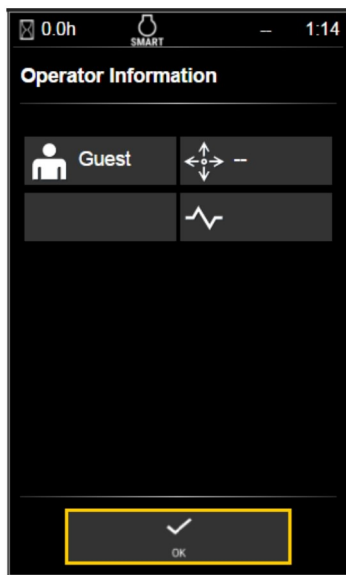 0.0h SMART -- 1:14
Operator Information
Guest --
OK